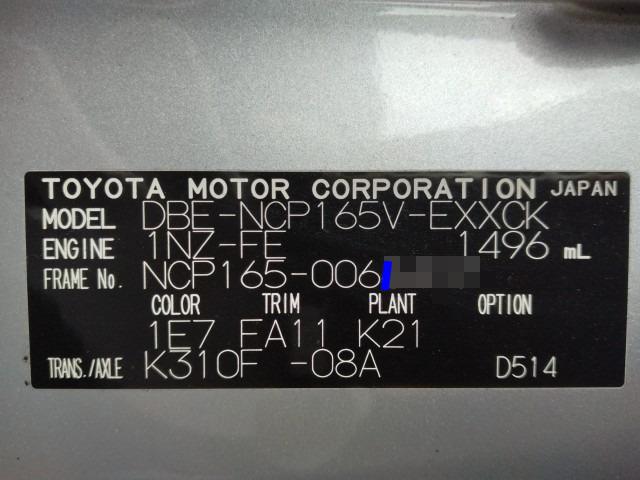 TOYOTA MOTOR CORPORATION JAPAN
MODEL DBE-NCP165V-EXXCK
ENGINE 1NZ-FE 1496 mL
FRAME No. NCP165-006
COLOR TRIM PLANT OPTION
1E7 FA11 K21
TRANS./AXLE K310F -08A D514